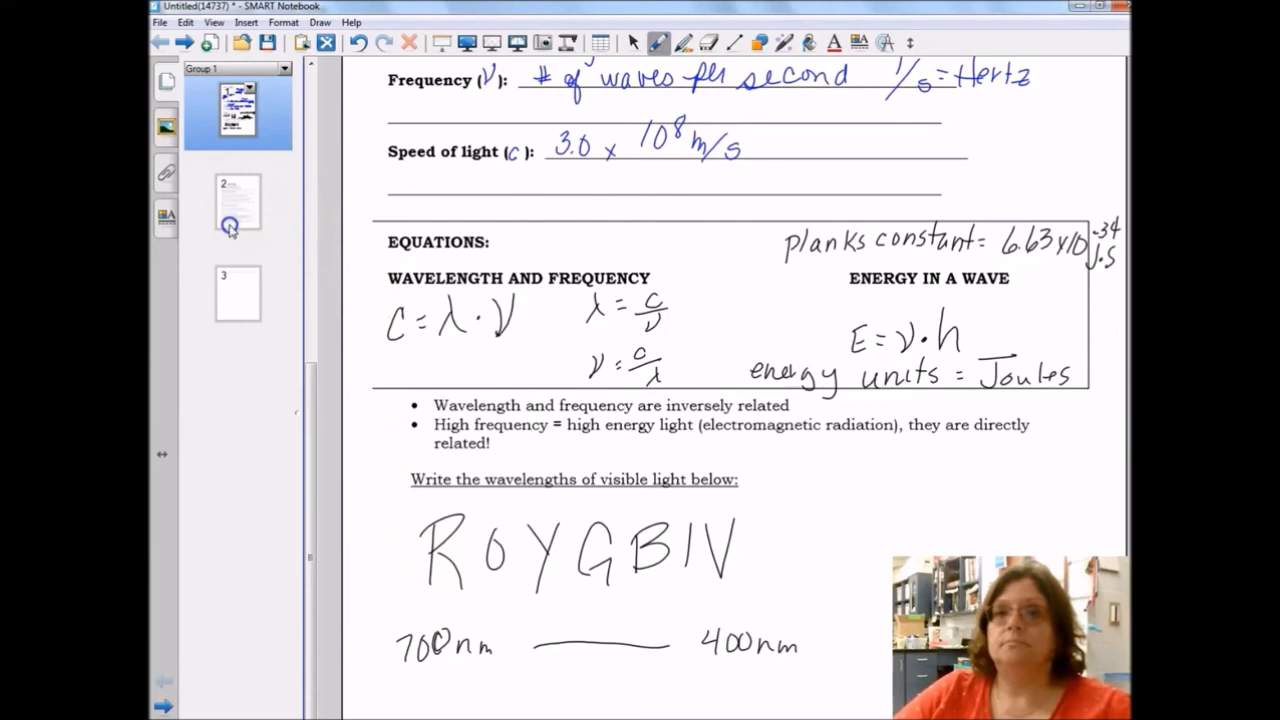 Untitled(14737) * - SMART Notebook
File Edit View Insert Format Tools Add-ons Draw Help
Group 1
2
3
Frequency (ν): # of waves per second 1/s = Hertz
Speed of light (c): 3.0 x 10⁸ m/s
EQUATIONS:
planks constant = 6.63x10⁻³⁴ J·s
WAVELENGTH AND FREQUENCY
ENERGY IN A WAVE
C = λ · ν
λ = c/ν
ν = c/λ
E = ν · h
energy units = Joules
• Wavelength and frequency are inversely related
• High frequency = high energy light (electromagnetic radiation), they are directly
related!
Write the wavelengths of visible light below:
R O Y G B I V
700nm — 400nm